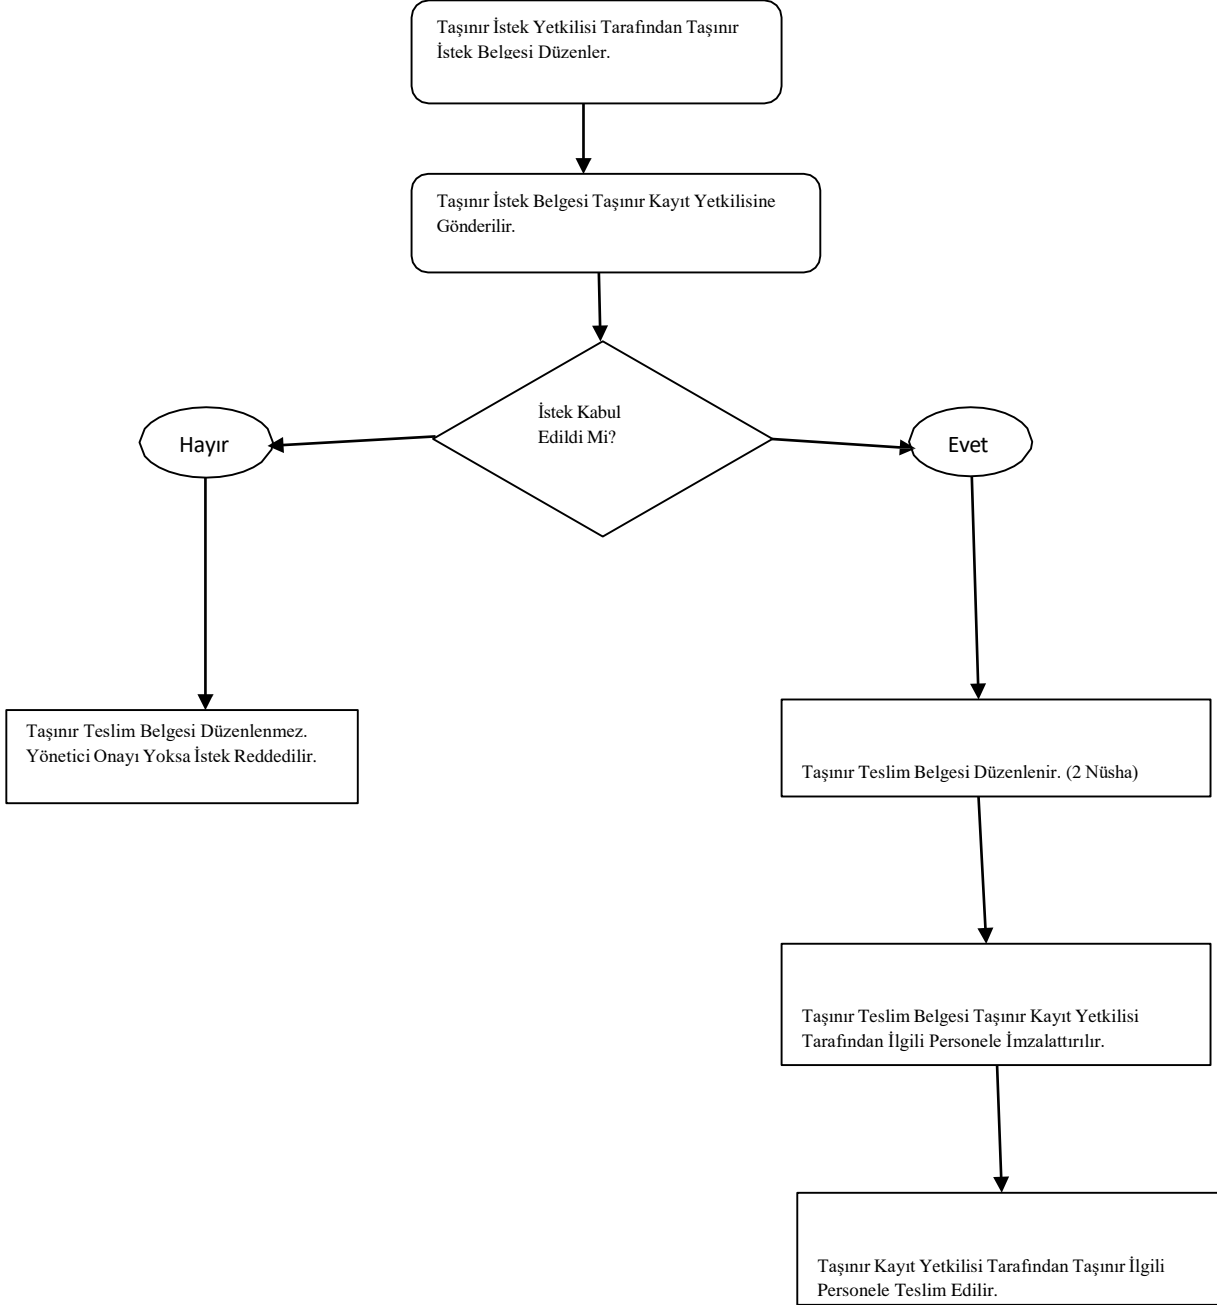 Taşınır İstek Yetkilisi Tarafından Taşınır
İstek Belgesi Düzenler.
Taşınır İstek Belgesi Taşınır Kayıt Yetkilisine
Gönderilir.
İstek Kabul
Edildi Mi?
Hayır
Evet
Taşınır Teslim Belgesi Düzenlenmez.
Yönetici Onayı Yoksa İstek Reddedilir.
Taşınır Teslim Belgesi Düzenlenir. (2 Nüsha)
Taşınır Teslim Belgesi Taşınır Kayıt Yetkilisi
Tarafından İlgili Personele İmzalattırılır.
Taşınır Kayıt Yetkilisi Tarafından Taşınır İlgili
Personele Teslim Edilir.